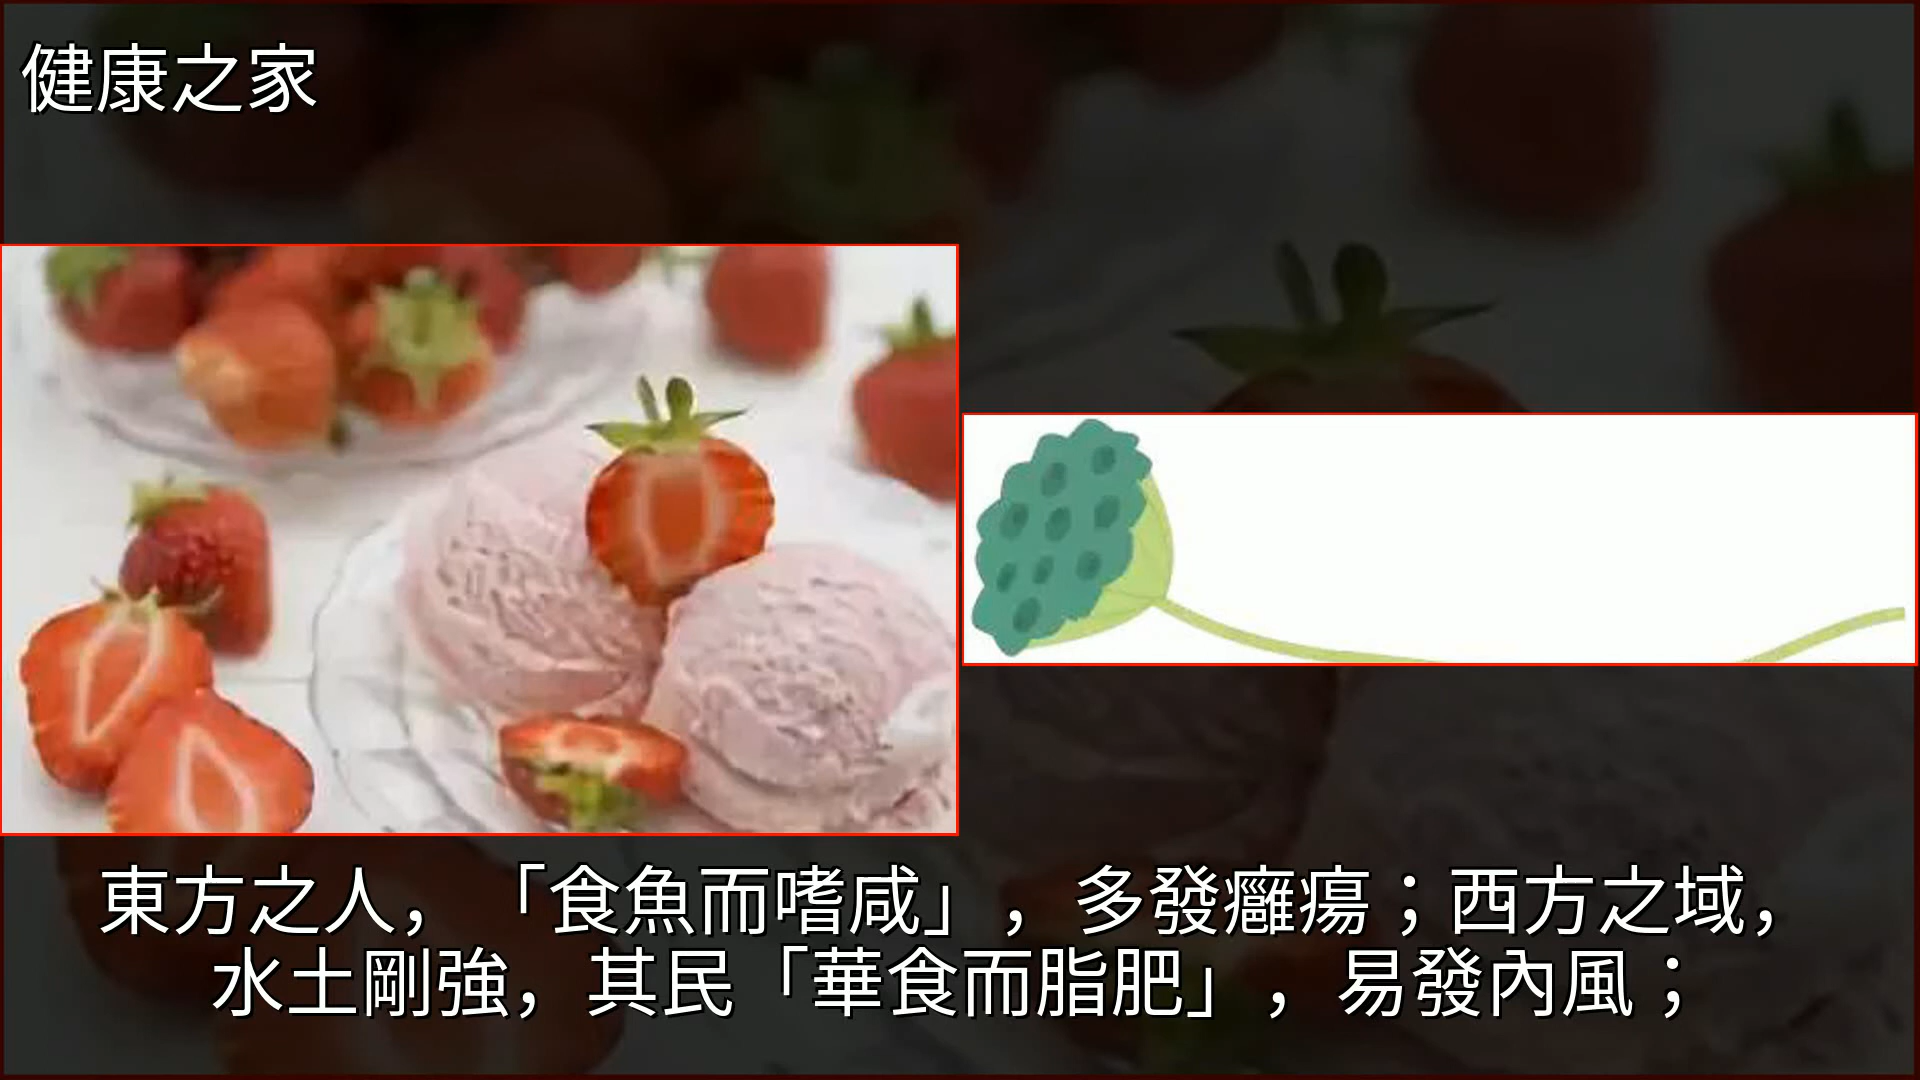 健康之家
東方之人，「食魚而嗜咸」，多發癰瘍；西方之域，
水土剛強，其民「華食而脂肥」，易發內風；